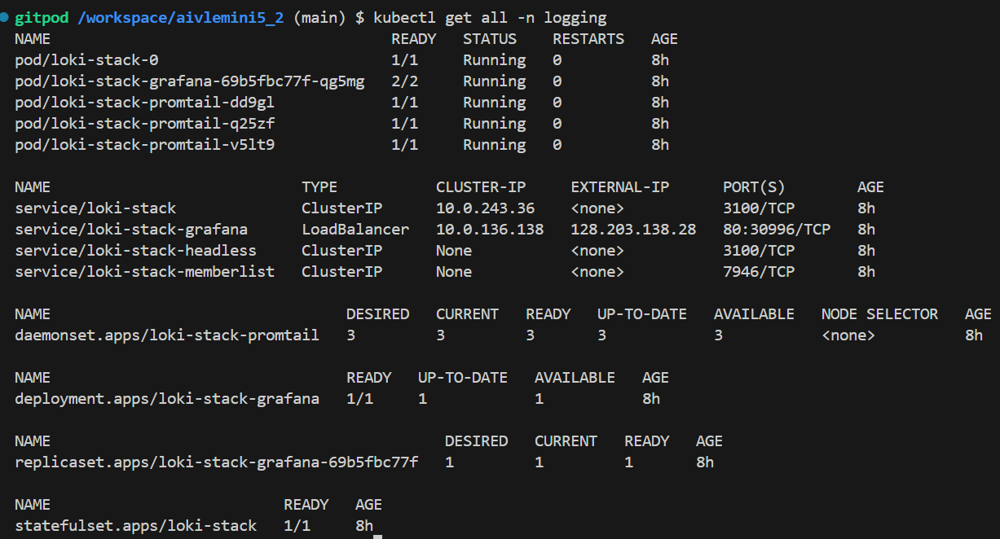 gitpod /workspace/aivlemini5_2 (main) $ kubectl get all -n logging
NAME READY STATUS RESTARTS AGE
pod/loki-stack-0 1/1 Running 0 8h
pod/loki-stack-grafana-69b5fbc77f-qg5mg 2/2 Running 0 8h
pod/loki-stack-promtail-dd9gl 1/1 Running 0 8h
pod/loki-stack-promtail-q25zf 1/1 Running 0 8h
pod/loki-stack-promtail-v5lt9 1/1 Running 0 8h
NAME TYPE CLUSTER-IP EXTERNAL-IP PORT(S) AGE
service/loki-stack ClusterIP 10.0.243.36 <none> 3100/TCP 8h
service/loki-stack-grafana LoadBalancer 10.0.136.138 128.203.138.28 80:30996/TCP 8h
service/loki-stack-headless ClusterIP None <none> 3100/TCP 8h
service/loki-stack-memberlist ClusterIP None <none> 7946/TCP 8h
NAME DESIRED CURRENT READY UP-TO-DATE AVAILABLE NODE SELECTOR AGE
daemonset.apps/loki-stack-promtail 3 3 3 3 3 <none> 8h
NAME READY UP-TO-DATE AVAILABLE AGE
deployment.apps/loki-stack-grafana 1/1 1 1 8h
NAME DESIRED CURRENT READY AGE
replicaset.apps/loki-stack-grafana-69b5fbc77f 1 1 1 8h
NAME READY AGE
statefulset.apps/loki-stack 1/1 8h